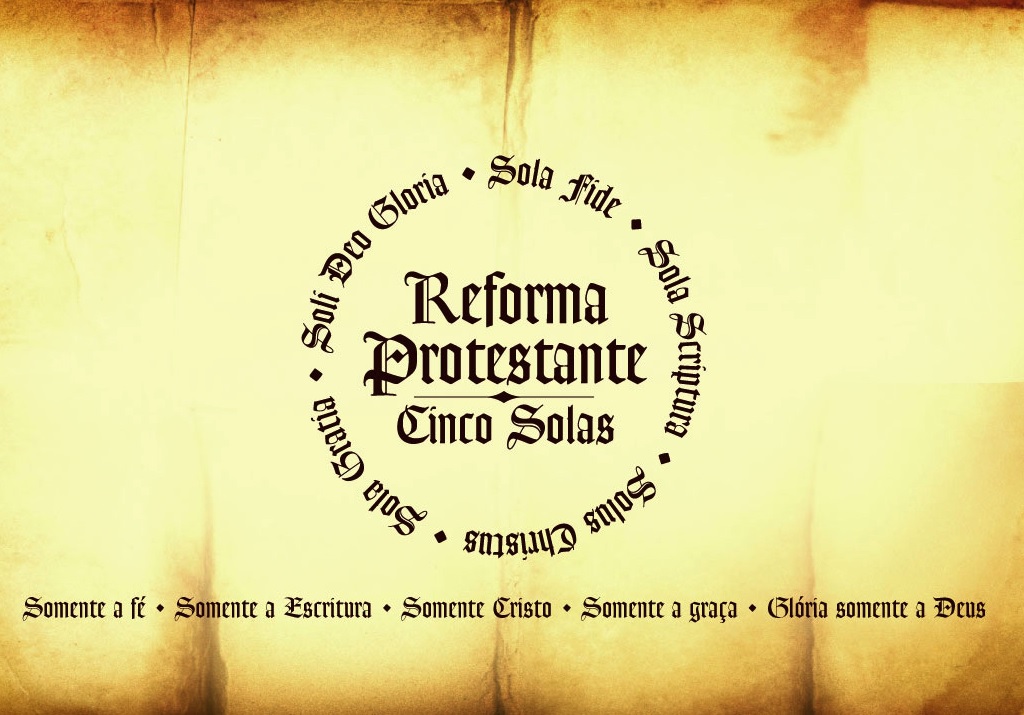 Sola Fide • Sola Scriptura • Solus Christus • Sola Gratia • Soli Deo Gloria •
Reforma
Protestante
Cinco Solas
Somente a fé • Somente a Escritura • Somente Cristo • Somente a graça • Glória somente a Deus